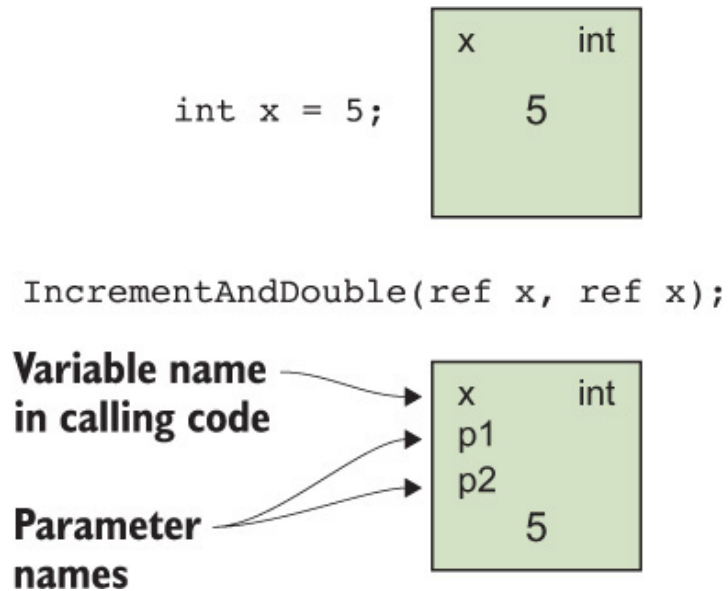 x int
int x = 5;
5
IncrementAndDouble(ref x, ref x);
Variable name
in calling code
x int
p1
p2
5
Parameter
names